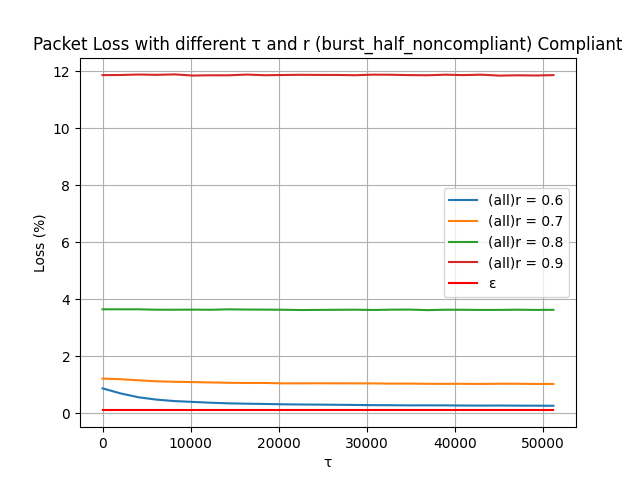 Packet Loss with different τ and r (burst_half_noncompliant) Compliant
Loss (%)
12
10
8
6
4
2
0
(all)r = 0.6
(all)r = 0.7
(all)r = 0.8
(all)r = 0.9
ε
0 10000 20000 30000 40000 50000
τ